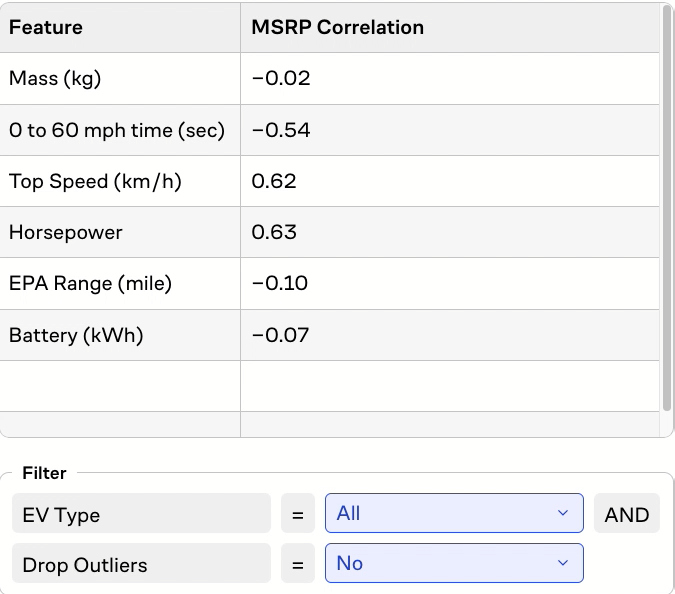 Feature MSRP Correlation
Mass (kg) −0.02
0 to 60 mph time (sec) −0.54
Top Speed (km/h) 0.62
Horsepower 0.63
EPA Range (mile) −0.10
Battery (kWh) −0.07
Filter
EV Type = All AND
Drop Outliers = No